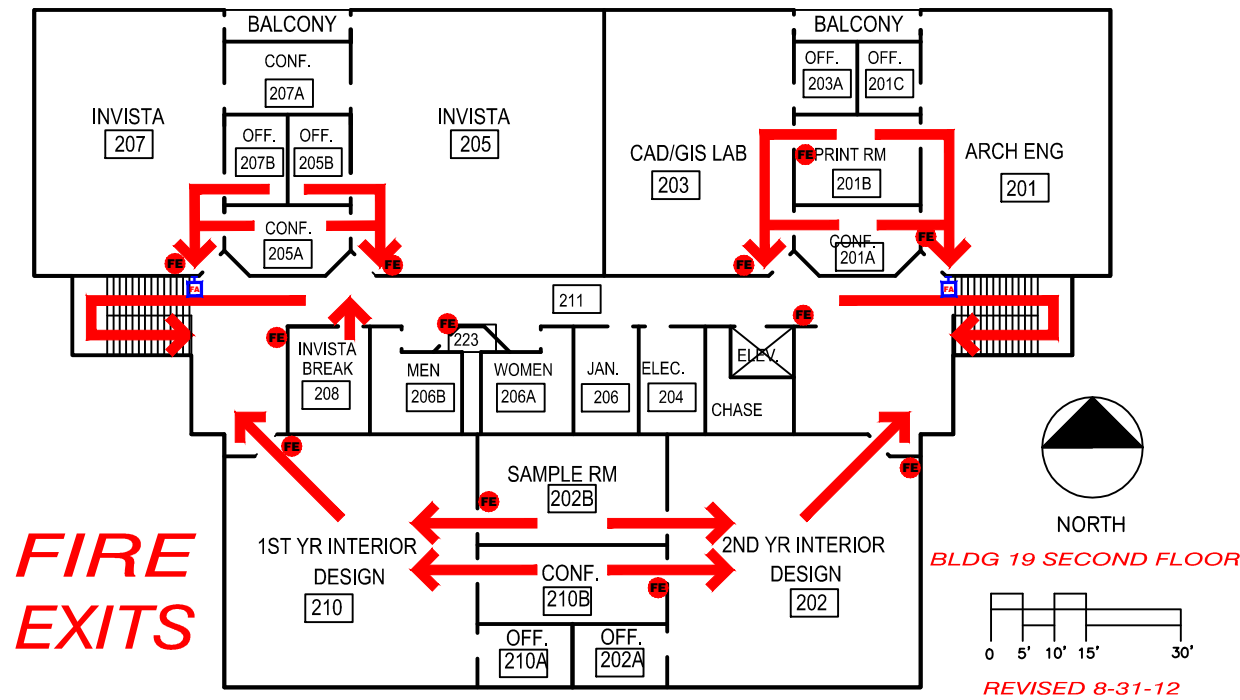 BALCONY
BALCONY
CONF.
207A
OFF.
203A
OFF.
201C
INVISTA
207
INVISTA
205
OFF.
207B
OFF.
205B
CAD/GIS LAB
203
FE
PRINT RM
201B
ARCH ENG
201
CONF.
205A
CONF.
201A
FE
FE
FE
FE
FE
FA
FA
211
FE
FE
FE
223
INVISTA
BREAK
208
MEN
206B
WOMEN
206A
JAN.
206
ELEC.
204
ELEV.
CHASE
FE
FE
SAMPLE RM
202B
FE
NORTH
1ST YR INTERIOR
DESIGN
210
2ND YR INTERIOR
DESIGN
202
CONF.
210B
FE
OFF.
210A
OFF.
202A
FIRE
EXITS
BLDG 19 SECOND FLOOR
0 5' 10' 15' 30'
REVISED 8-31-12